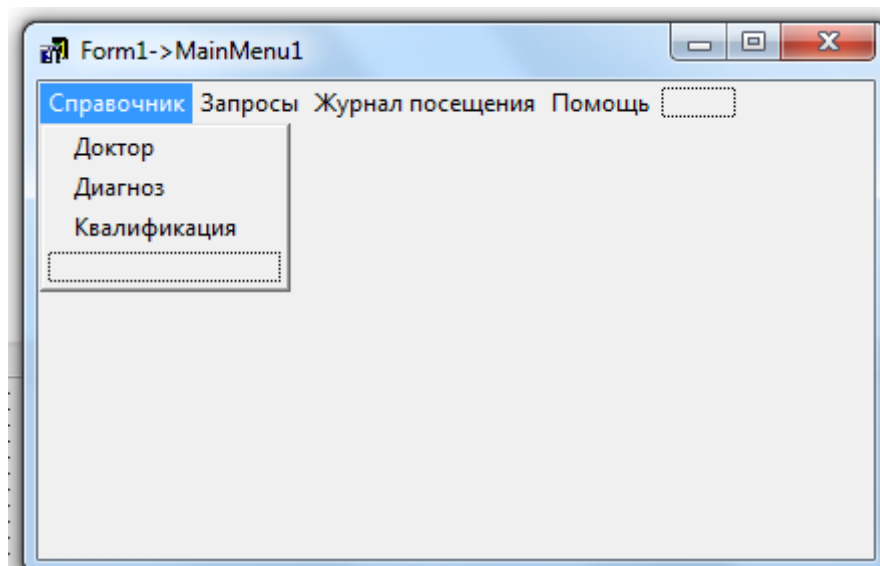 Form1->MainMenu1
Справочник Запросы Журнал посещения Помощь
Доктор
Диагноз
Квалификация